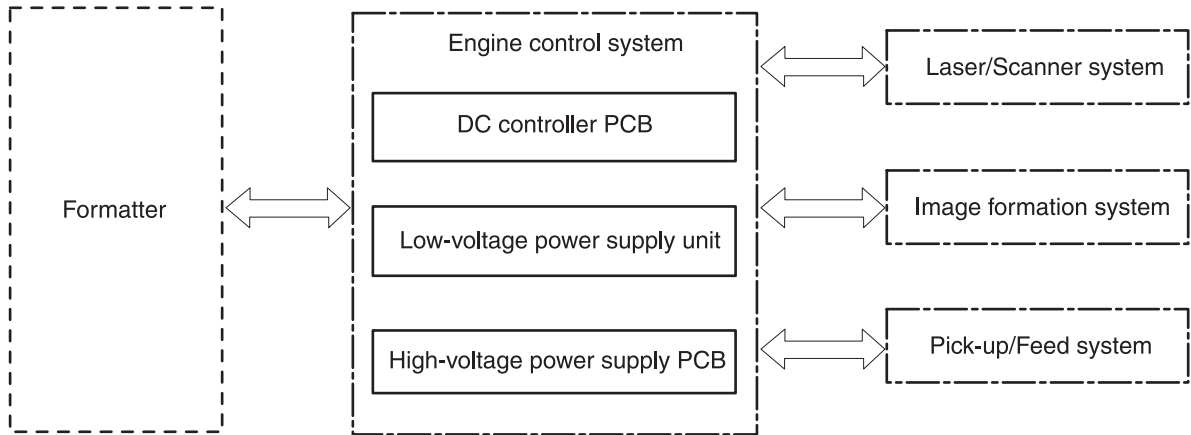 Formatter
Engine control system
DC controller PCB
Low-voltage power supply unit
High-voltage power supply PCB
Laser/Scanner system
Image formation system
Pick-up/Feed system